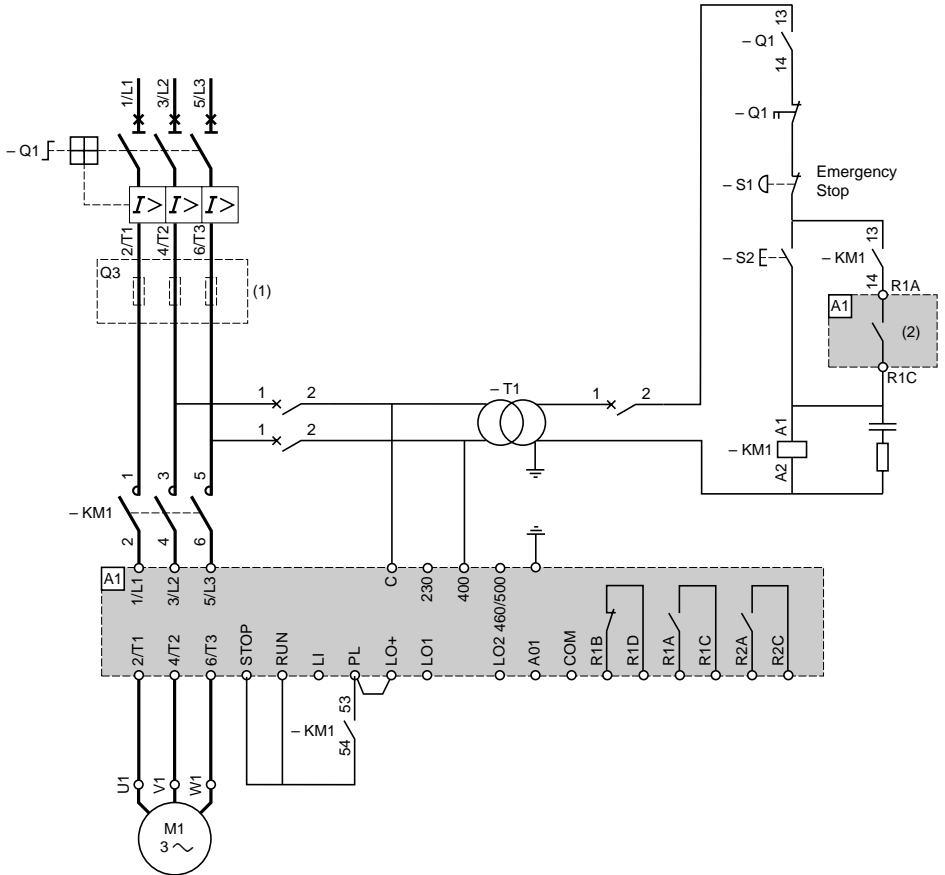 13
– Q1
14
– Q1
– S1
Emergency
Stop
– S2
13
– KM1
14
R1A
A1
(2)
R1C
A1
– KM1
A2
1/L1
3/L2
5/L3
– Q1
I>
I>
I>
2/T1
4/T2
6/T3
Q3
(1)
1
2
– T1
1
2
1
2
1
3
5
– KM1
2
4
6
A1
1/L1
3/L2
5/L3
C
230
400
LO2 460/500
2/T1
4/T2
6/T3
STOP
RUN
LI
PL
LO+
LO1
A01
COM
R1B
R1D
R1A
R1C
R2A
R2C
53
– KM1
54
U1
V1
W1
M1
3